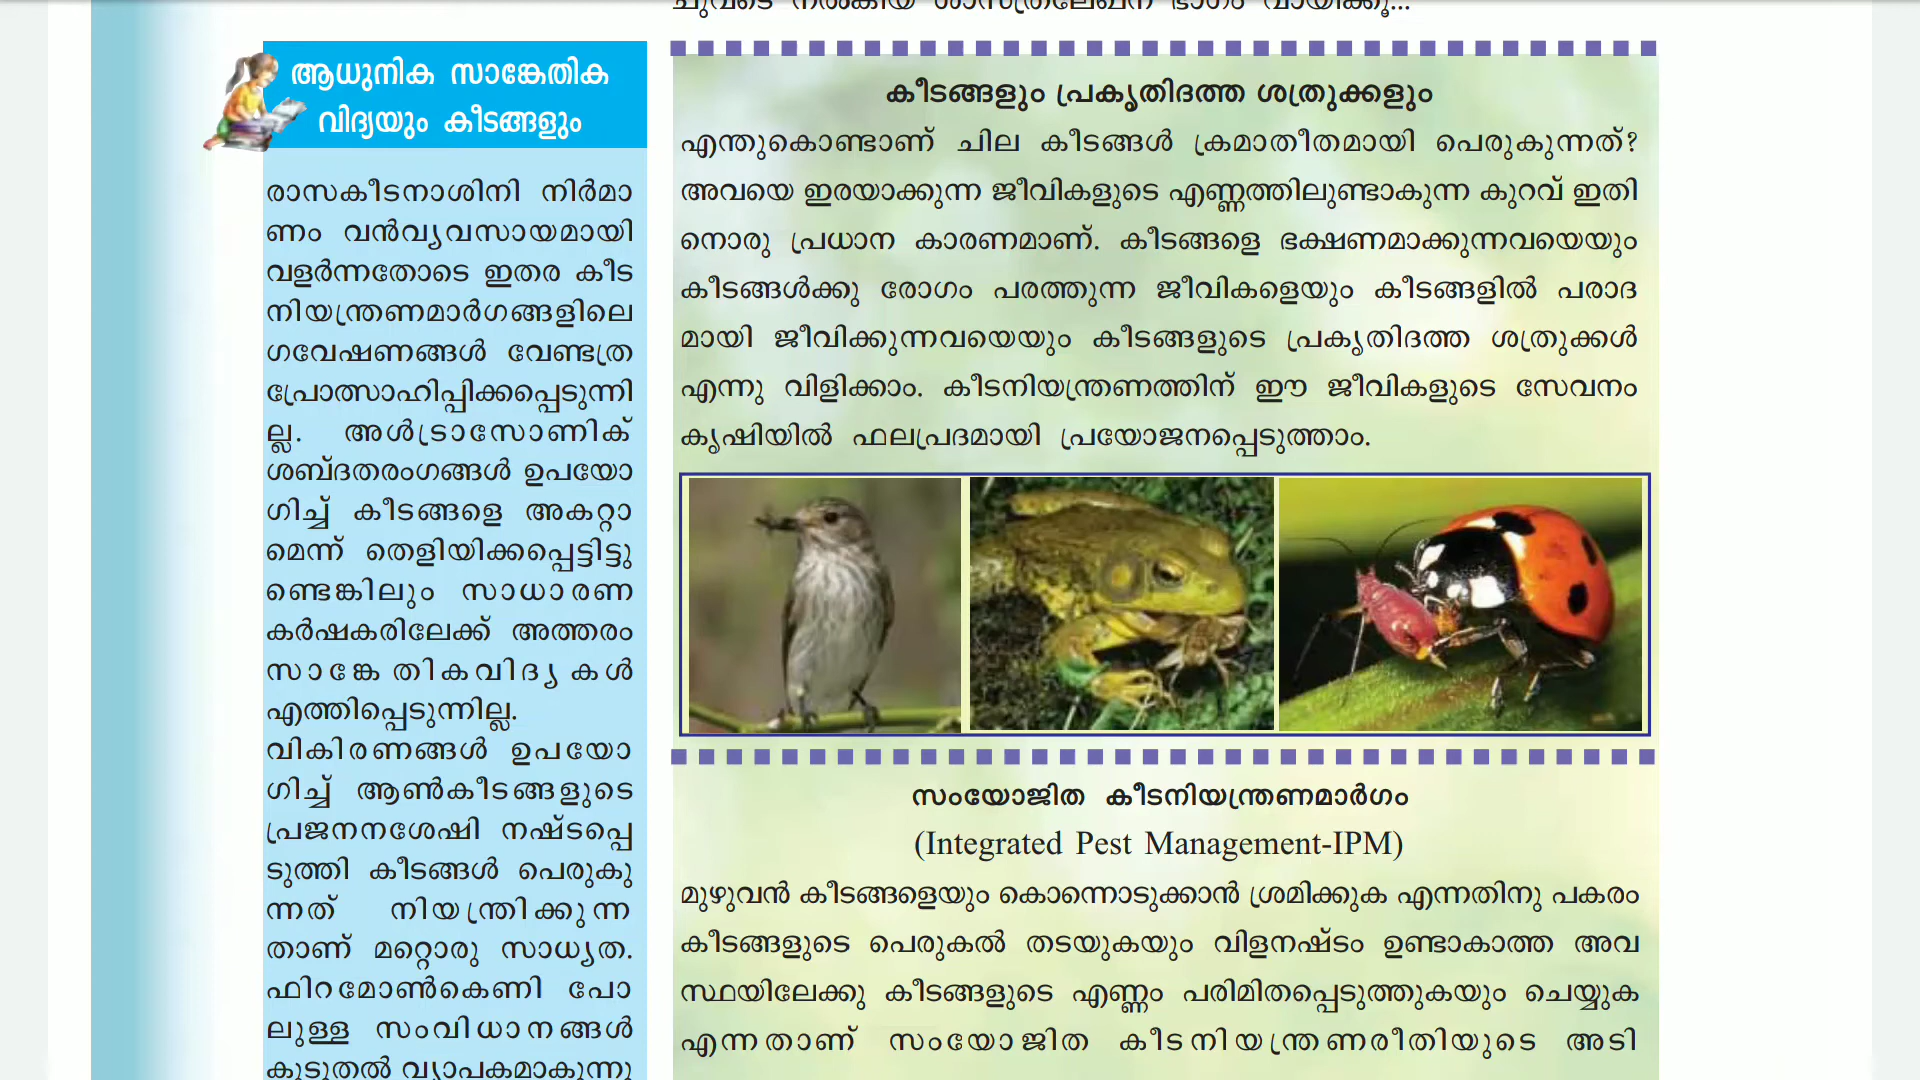 ചുവടെ നൽകിയ ശാസ്ത്രലേഖന ഭാഗം വായിക്കൂ...
ആധുനിക സാങ്കേതിക
വിദ്യയും കീടങ്ങളും
രാസകീടനാശിനി നിർമാ
ണം വൻവ്യവസായമായി
വളർന്നതോടെ ഇതര കീട
നിയന്ത്രണമാർഗങ്ങളിലെ
ഗവേഷണങ്ങൾ വേണ്ടത്ര
പ്രോത്സാഹിപ്പിക്കപ്പെടുന്നി
ല്ല. അൾട്രാസോണിക്
ശബ്ദതരംഗങ്ങൾ ഉപയോ
ഗിച്ച് കീടങ്ങളെ അകറ്റാ
മെന്ന് തെളിയിക്കപ്പെട്ടിട്ടു
ണ്ടെങ്കിലും സാധാരണ
കർഷകരിലേക്ക് അത്തരം
സാങ്കേതികവിദ്യകൾ
എത്തിപ്പെടുന്നില്ല.
വികിരണങ്ങൾ ഉപയോ
ഗിച്ച് ആൺകീടങ്ങളുടെ
പ്രജനനശേഷി നഷ്ടപ്പെ
ടുത്തി കീടങ്ങൾ പെരുകു
ന്നത് നിയന്ത്രിക്കുന്ന
താണ് മറ്റൊരു സാധ്യത.
ഫിറമോൺകെണി പോ
ലുള്ള സംവിധാനങ്ങൾ
കൂടുതൽ വ്യാപകമാകുന്നു
കീടങ്ങളും പ്രകൃതിദത്ത ശത്രുക്കളും
എന്തുകൊണ്ടാണ് ചില കീടങ്ങൾ ക്രമാതീതമായി പെരുകുന്നത്?
അവയെ ഇരയാക്കുന്ന ജീവികളുടെ എണ്ണത്തിലുണ്ടാകുന്ന കുറവ് ഇതി
നൊരു പ്രധാന കാരണമാണ്. കീടങ്ങളെ ഭക്ഷണമാക്കുന്നവയെയും
കീടങ്ങൾക്കു രോഗം പരത്തുന്ന ജീവികളെയും കീടങ്ങളിൽ പരാദ
മായി ജീവിക്കുന്നവയെയും കീടങ്ങളുടെ പ്രകൃതിദത്ത ശത്രുക്കൾ
എന്നു വിളിക്കാം. കീടനിയന്ത്രണത്തിന് ഈ ജീവികളുടെ സേവനം
കൃഷിയിൽ ഫലപ്രദമായി പ്രയോജനപ്പെടുത്താം.
സംയോജിത കീടനിയന്ത്രണമാർഗം
(Integrated Pest Management-IPM)
മുഴുവൻ കീടങ്ങളെയും കൊന്നൊടുക്കാൻ ശ്രമിക്കുക എന്നതിനു പകരം
കീടങ്ങളുടെ പെരുകൽ തടയുകയും വിളനഷ്ടം ഉണ്ടാകാത്ത അവ
സ്ഥയിലേക്കു കീടങ്ങളുടെ എണ്ണം പരിമിതപ്പെടുത്തുകയും ചെയ്യുക
എന്നതാണ് സംയോജിത കീടനിയന്ത്രണരീതിയുടെ അടി